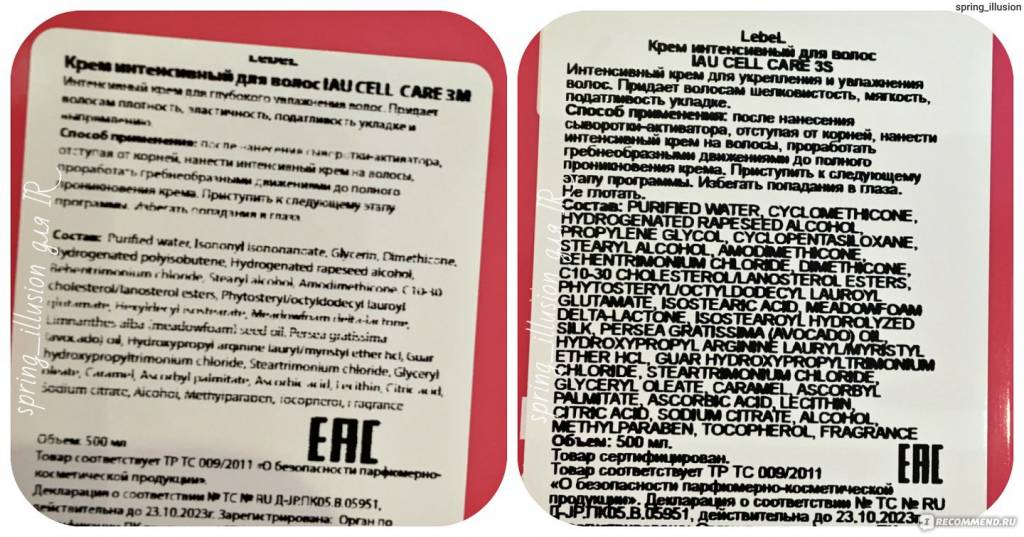 spring_illusion
LebeL
Крем интенсивный для волос IAU CELL CARE 3M
Интенсивный крем для глубокого увлажнения волос. Придает
волосам плотность, эластичность, податливость укладке и
выпрямлению.
Способ применения: после нанесения сыворотки-активатора,
отступая от корней, нанести интенсивный крем на волосы,
проработать гребнеобразными движениями до полного
проникновения крема. Приступить к следующему этапу
программы. Избегать попадания в глаза
Состав: Purified water, Isononyl isononanoate, Glycerin, Dimethicone,
Hydrogenated polyisobutene, Hydrogenated rapeseed alcohol,
Behentrimonium chloride, Stearyl alcohol, Amodimethicone, C10-30
cholesterol/lanosterol esters, Phytosteryl/octyldodecyl lauroyl
glutamate, Hexyldecyl isostearate, Meadowfoam delta-lactone,
Limnanthes alba (meadowfoam) seed oil, Persea gratissima
(avocado) oil, Hydroxypropyl arginine lauryl/myristyl ether hcl, Guar
hydroxypropyltrimonium chloride, Steartrimonium chloride, Glyceryl
oleate, Caramel, Ascorbyl palmitate, Ascorbic acid, Lecithin, Citric acid,
Sodium citrate, Alcohol, Methylparaben, Tocopherol, Fragrance
EAC
Объем: 500 мл
Товар соответствует ТР ТС 009/2011 «О безопасности парфюмерно-
косметической продукции».
Декларация о соответствии № ТС № RU Д-JP.ПК05.В.05951,
действительна до 23.10.2023г. Зарегистрирована: Орган по
spring_illusion для IR
LebeL
Крем интенсивный для волос
IAU CELL CARE 3S
Интенсивный крем для укрепления и увлажнения
волос. Придает волосам шелковистость, мягкость,
податливость укладке.
Способ применения: после нанесения
сыворотки-активатора, отступая от корней, нанести
интенсивный крем на волосы, проработать
гребнеобразными движениями до полного
проникновения крема. Приступить к следующему
этапу программы. Избегать попадания в глаза.
Не глотать.
Состав: PURIFIED WATER, CYCLOMETHICONE,
HYDROGENATED RAPESEED ALCOHOL,
PROPYLENE GLYCOL, CYCLOPENTASILOXANE,
STEARYL ALCOHOL, AMODIMETHICONE,
BEHENTRIMONIUM CHLORIDE, DIMETHICONE,
C10-30 CHOLESTEROL/LANOSTEROL ESTERS,
PHYTOSTERYL/OCTYLDODECYL LAUROYL
GLUTAMATE, ISOSTEARIC ACID, MEADOWFOAM
DELTA-LACTONE, ISOSTEAROYL HYDROLYZED
SILK, PERSEA GRATISSIMA (AVOCADO) OIL,
HYDROXYPROPYL ARGININE LAURYL/MYRISTYL
ETHER HCL, GUAR HYDROXYPROPYLTRIMONIUM
CHLORIDE, STEARTRIMONIUM CHLORIDE,
GLYCERYL OLEATE, CARAMEL, ASCORBYL
PALMITATE, ASCORBIC ACID, LECITHIN,
CITRIC ACID, SODIUM CITRATE, ALCOHOL,
METHYLPARABEN, TOCOPHEROL, FRAGRANCE
Объем: 500 мл.
Товар сертифицирован.
Товар соответствует ТР ТС 009/2011
«О безопасности парфюмерно-косметической
продукции». Декларация о соответствии № ТС № RU
Д-JP.ПК05.В.05951, действительна до 23.10.2023г.
EAC
spring_illusion для IR
I RECOMMEND.RU